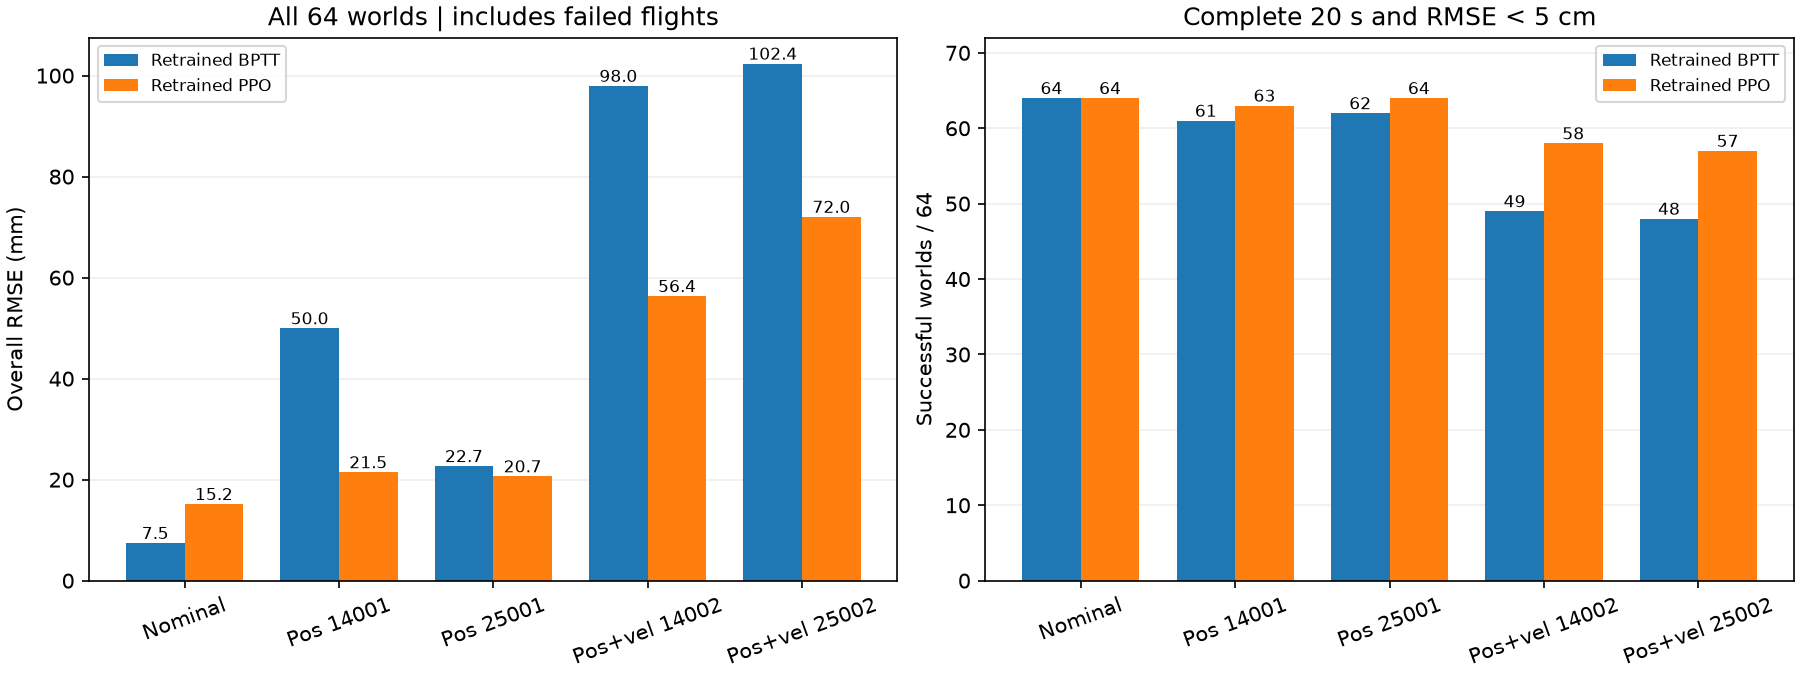 All 64 worlds | includes failed flights
Overall RMSE (mm)
100
80
60
40
20
0
Retrained BPTT
Retrained PPO
7.5
15.2
50.0
21.5
22.7
20.7
98.0
56.4
102.4
72.0
Nominal
Pos 14001
Pos 25001
Pos+vel 14002
Pos+vel 25002
Complete 20 s and RMSE < 5 cm
Successful worlds / 64
70
60
50
40
30
20
10
0
Retrained BPTT
Retrained PPO
64
64
61
63
62
64
49
58
48
57
Nominal
Pos 14001
Pos 25001
Pos+vel 14002
Pos+vel 25002